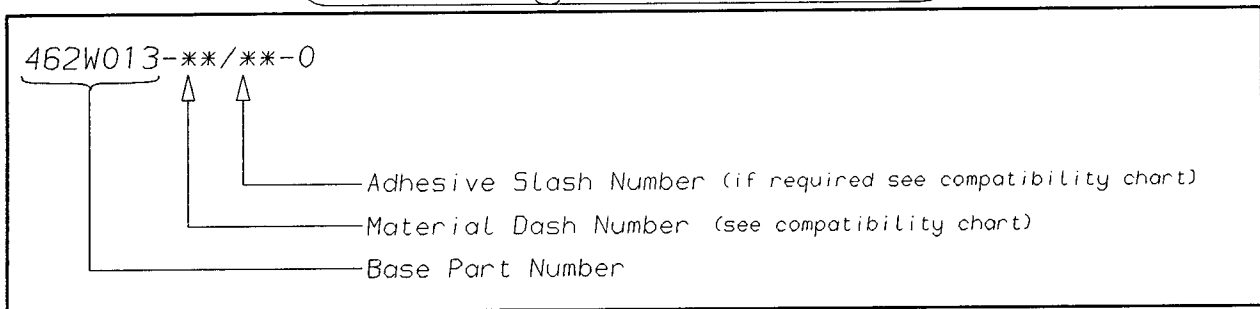 462W013-**/**-0
Adhesive Slash Number (if required see compatibility chart)
Material Dash Number (see compatibility chart)
Base Part Number